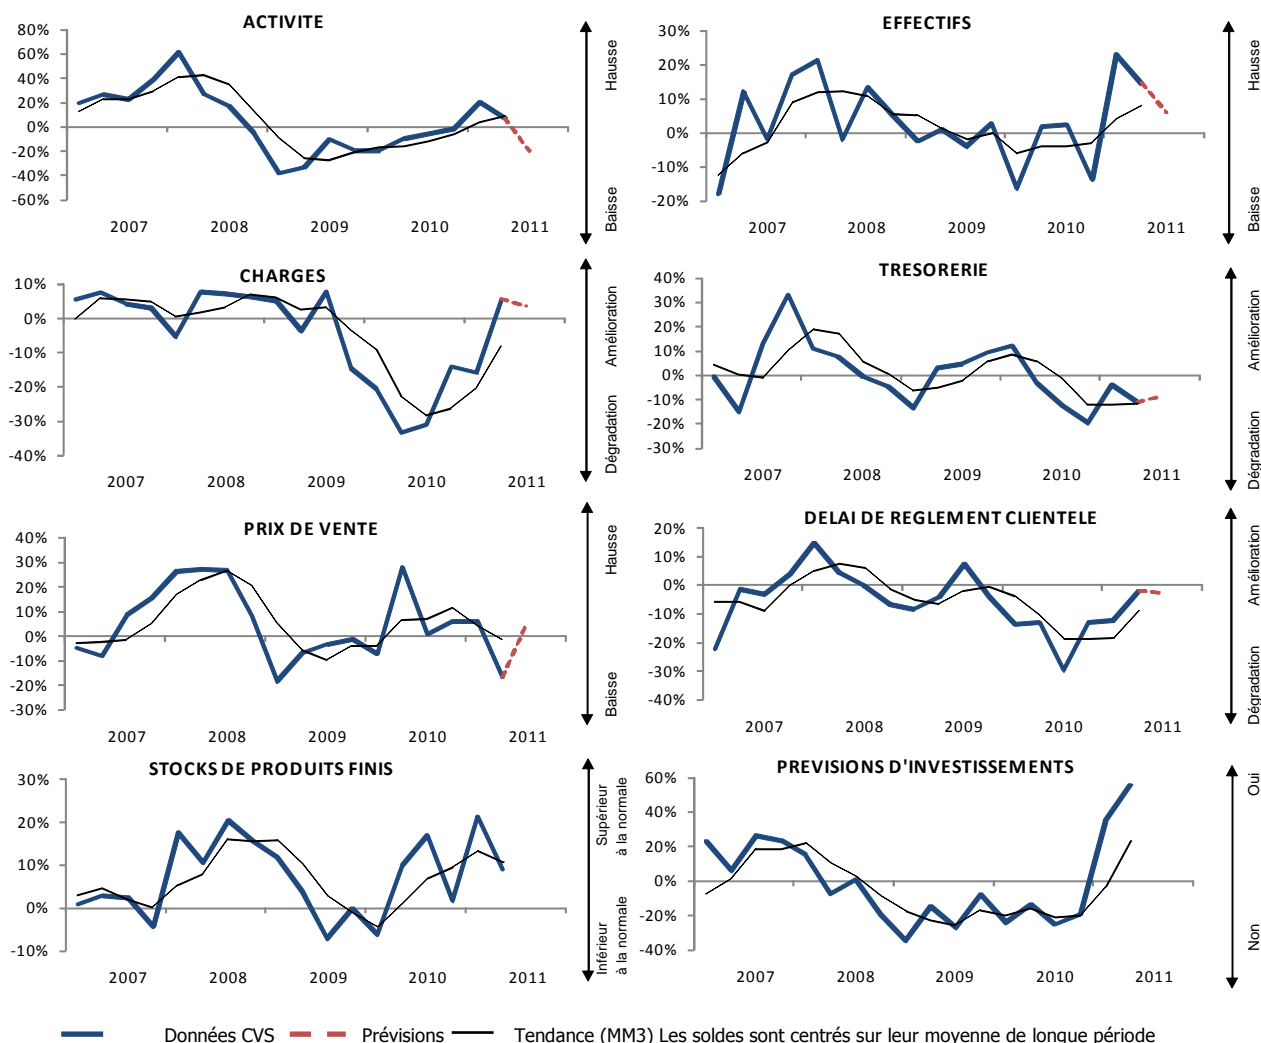 ACTIVITE
80%
60%
40%
20%
0%
-20%
-40%
-60%
2007 2008 2009 2010 2011
Hausse
Baisse
EFFECTIFS
30%
20%
10%
0%
-10%
-20%
2007 2008 2009 2010 2011
Hausse
Baisse
CHARGES
10%
0%
-10%
-20%
-30%
-40%
2007 2008 2009 2010 2011
Amélioration
Dégradation
TRESORERIE
40%
30%
20%
10%
0%
-10%
-20%
-30%
2007 2008 2009 2010 2011
Amélioration
Dégradation
PRIX DE VENTE
40%
30%
20%
10%
0%
-10%
-20%
-30%
2007 2008 2009 2010 2011
Hausse
Baisse
DELAI DE REGLEMENT CLIENTELE
20%
10%
0%
-10%
-20%
-30%
-40%
2007 2008 2009 2010 2011
Amélioration
Dégradation
STOCKS DE PRODUITS FINIS
30%
20%
10%
0%
-10%
2007 2008 2009 2010 2011
Supérieur
à la normale
Inférieur
à la normale
PREVISIONS D'INVESTISSEMENTS
60%
40%
20%
0%
-20%
-40%
2007 2008 2009 2010 2011
Oui
Non
Données CVS Prévisions Tendance (MM3) Les soldes sont centrés sur leur moyenne de longue période